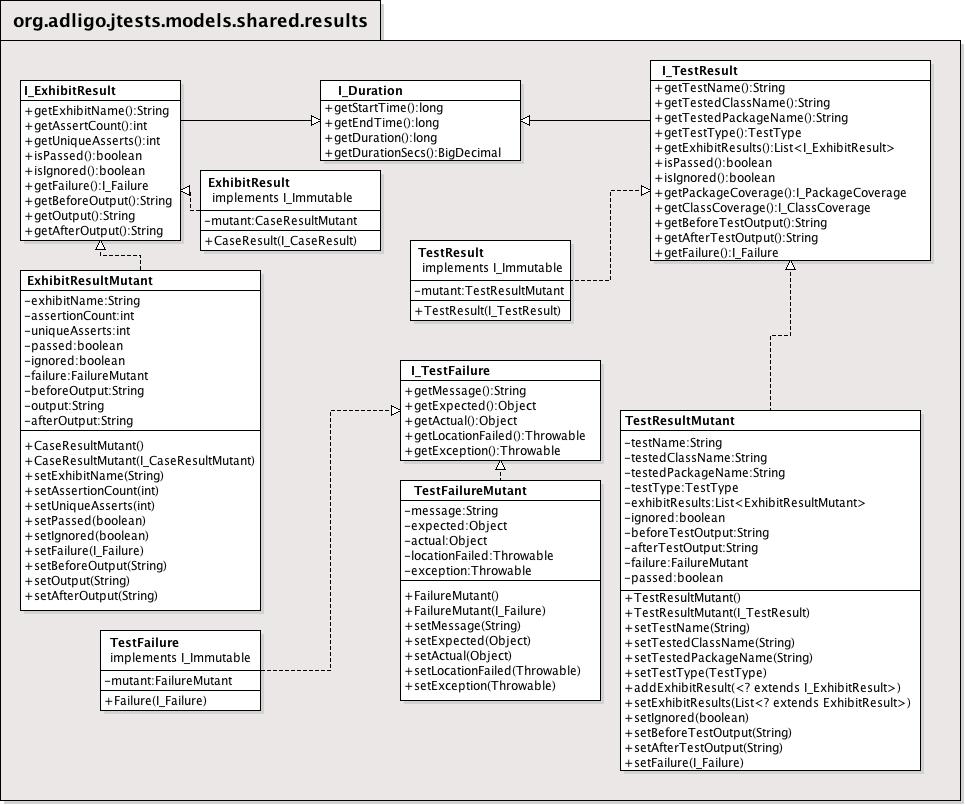 org.adligo.jtests.models.shared.results
I_ExhibitResult
+getExhibitName():String
+getAssertCount():int
+getUniqueAsserts():int
+isPassed():boolean
+isIgnored():boolean
+getFailure():I_Failure
+getBeforeOutput():String
+getOutput():String
+getAfterOutput():String
I_Duration
+getStartTime():long
+getEndTime():long
+getDuration():long
+getDurationSecs():BigDecimal
I_TestResult
+getTestName():String
+getTestedClassName():String
+getTestedPackageName():String
+getTestType():TestType
+getExhibitResults():List<I_ExhibitResult>
+isPassed():boolean
+isIgnored():boolean
+getPackageCoverage():I_PackageCoverage
+getClassCoverage():I_ClassCoverage
+getBeforeTestOutput():String
+getAfterTestOutput():String
+getFailure():I_Failure
ExhibitResult
implements I_Immutable
-mutant:CaseResultMutant
+CaseResult(I_CaseResult)
TestResult
implements I_Immutable
-mutant:TestResultMutant
+TestResult(I_TestResult)
ExhibitResultMutant
-exhibitName:String
-assertionCount:int
-uniqueAsserts:int
-passed:boolean
-ignored:boolean
-failure:FailureMutant
-beforeOutput:String
-output:String
-afterOutput:String
+CaseResultMutant()
+CaseResultMutant(I_CaseResultMutant)
+setExhibitName(String)
+setAssertionCount(int)
+setUniqueAsserts(int)
+setPassed(boolean)
+setIgnored(boolean)
+setFailure(I_Failure)
+setBeforeOutput(String)
+setOutput(String)
+setAfterOutput(String)
I_TestFailure
+getMessage():String
+getExpected():Object
+getActual():Object
+getLocationFailed():Throwable
+getException():Throwable
TestFailureMutant
-message:String
-expected:Object
-actual:Object
-locationFailed:Throwable
-exception:Throwable
+FailureMutant()
+FailureMutant(I_Failure)
+setMessage(String)
+setExpected(Object)
+setActual(Object)
+setLocationFailed(Throwable)
+setException(Throwable)
TestResultMutant
-testName:String
-testedClassName:String
-testedPackageName:String
-testType:TestType
-exhibitResults:List<ExhibitResultMutant>
-ignored:boolean
-beforeTestOutput:String
-afterTestOutput:String
-failure:FailureMutant
-passed:boolean
+TestResultMutant()
+TestResultMutant(I_TestResult)
+setTestName(String)
+setTestedClassName(String)
+setTestedPackageName(String)
+setTestType(TestType)
+addExhibitResult(<? extends I_ExhibitResult>)
+setExhibitResults(List<? extends ExhibitResult>)
+setIgnored(boolean)
+setBeforeTestOutput(String)
+setAfterTestOutput(String)
+setFailure(I_Failure)
TestFailure
implements I_Immutable
-mutant:FailureMutant
+Failure(I_Failure)